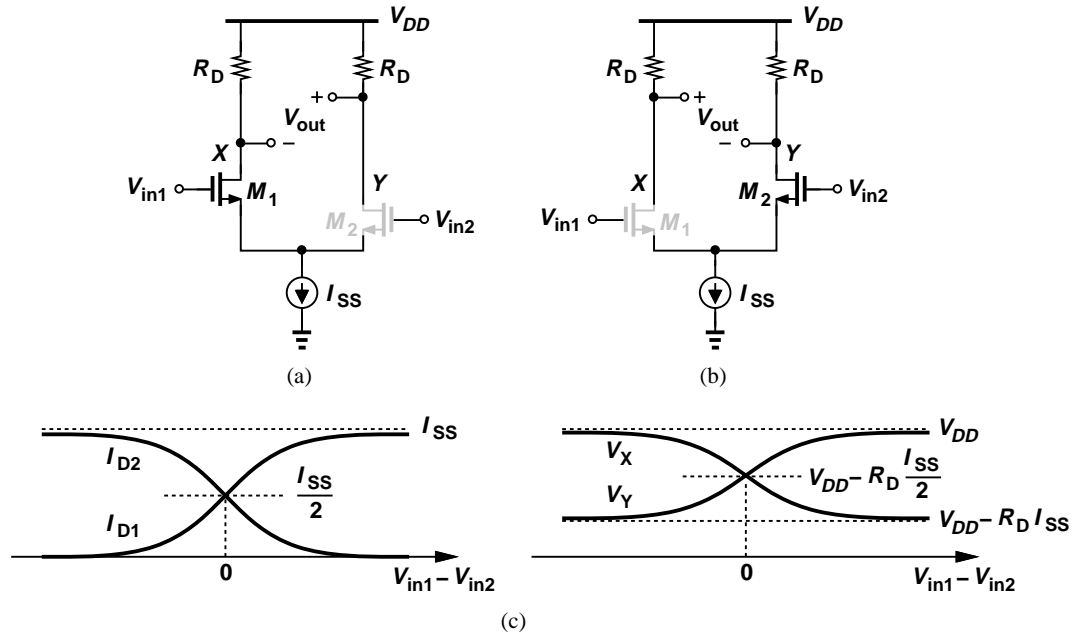 V_DD
R_D
R_D
+
V_out
−
X
Y
V_in1
M_1
M_2
V_in2
I_SS
(a)
V_DD
R_D
R_D
+
V_out
−
Y
X
V_in1
M_1
M_2
V_in2
I_SS
(b)
I_SS
I_D2
I_SS/2
I_D1
0
V_in1 − V_in2
V_DD
V_X
V_DD − R_D I_SS/2
V_Y
V_DD − R_D I_SS
0
V_in1 − V_in2
(c)